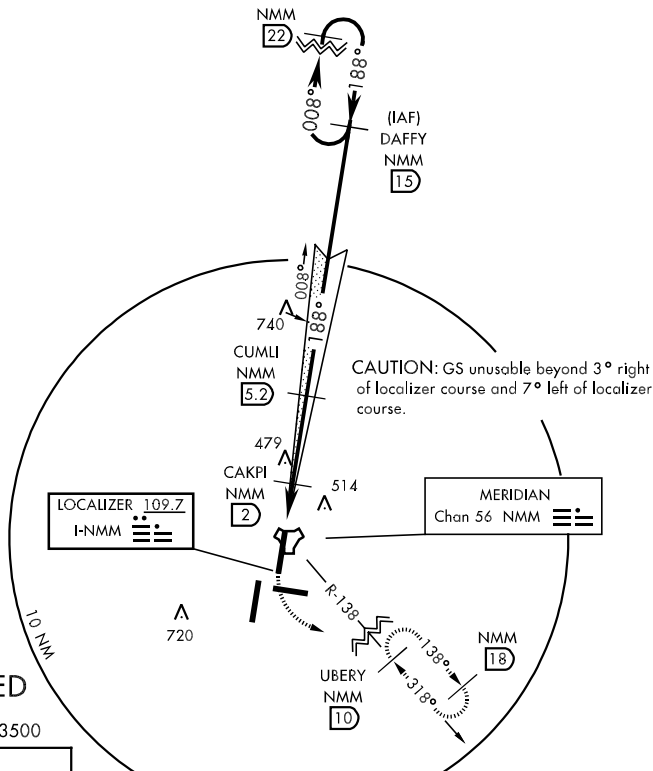 NMM
22
188°
008°
(IAF)
DAFFY
NMM
15
008°
188°
740
CUMLI
NMM
5.2
CAUTION: GS unusable beyond 3° right
of localizer course and 7° left of localizer
course.
479
CAKPI
NMM
2
514
LOCALIZER 109.7
I-NMM
MERIDIAN
Chan 56 NMM
10 NM
720
R-138
138°
318°
NMM
18
UBERY
NMM
10
ED
3500